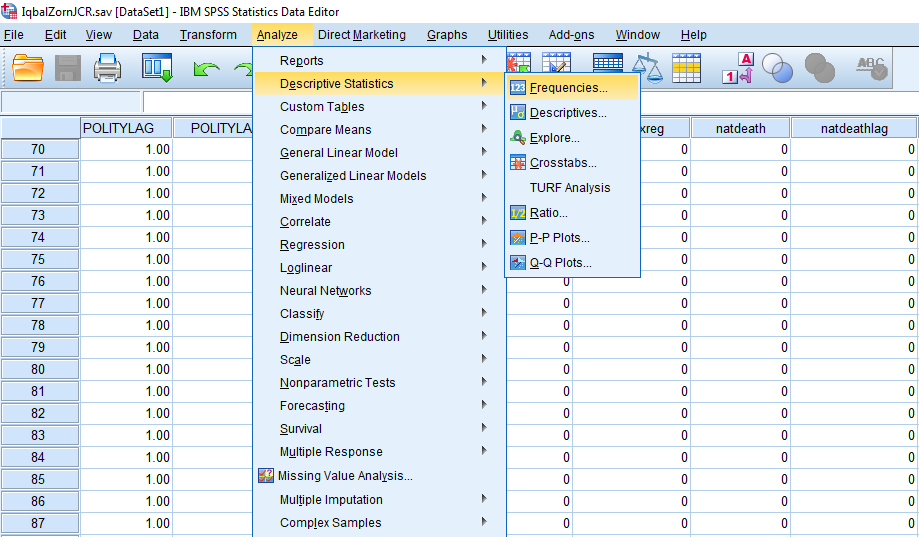 IqbalZornJCR.sav [DataSet1] - IBM SPSS Statistics Data Editor
File Edit View Data Transform Analyze Direct Marketing Graphs Utilities Add-ons Window Help
Reports
Descriptive Statistics
Custom Tables
Compare Means
General Linear Model
Generalized Linear Models
Mixed Models
Correlate
Regression
Loglinear
Neural Networks
Classify
Dimension Reduction
Scale
Nonparametric Tests
Forecasting
Survival
Multiple Response
Missing Value Analysis...
Multiple Imputation
Complex Samples
Frequencies...
Descriptives...
Explore...
Crosstabs...
TURF Analysis
Ratio...
P-P Plots...
Q-Q Plots...
POLITYLAG POLITYLA xreg natdeath natdeathlag
70 1.00 0 0 0
71 1.00 0 0 0
72 1.00 0 0 0
73 1.00 0 0 0
74 1.00 0 0 0
75 1.00 0 0 0
76 1.00 0 0 0 0
77 1.00 0 0 0 0
78 1.00 0 0 0 0
79 1.00 0 0 0 0
80 1.00 0 0 0 0
81 1.00 0 0 0 0
82 1.00 0 0 0 0
83 1.00 0 0 0 0
84 1.00 0 0 0 0
85 1.00 0 0 0 0
86 1.00 0 0 0 0
87 1.00 0 0 0 0